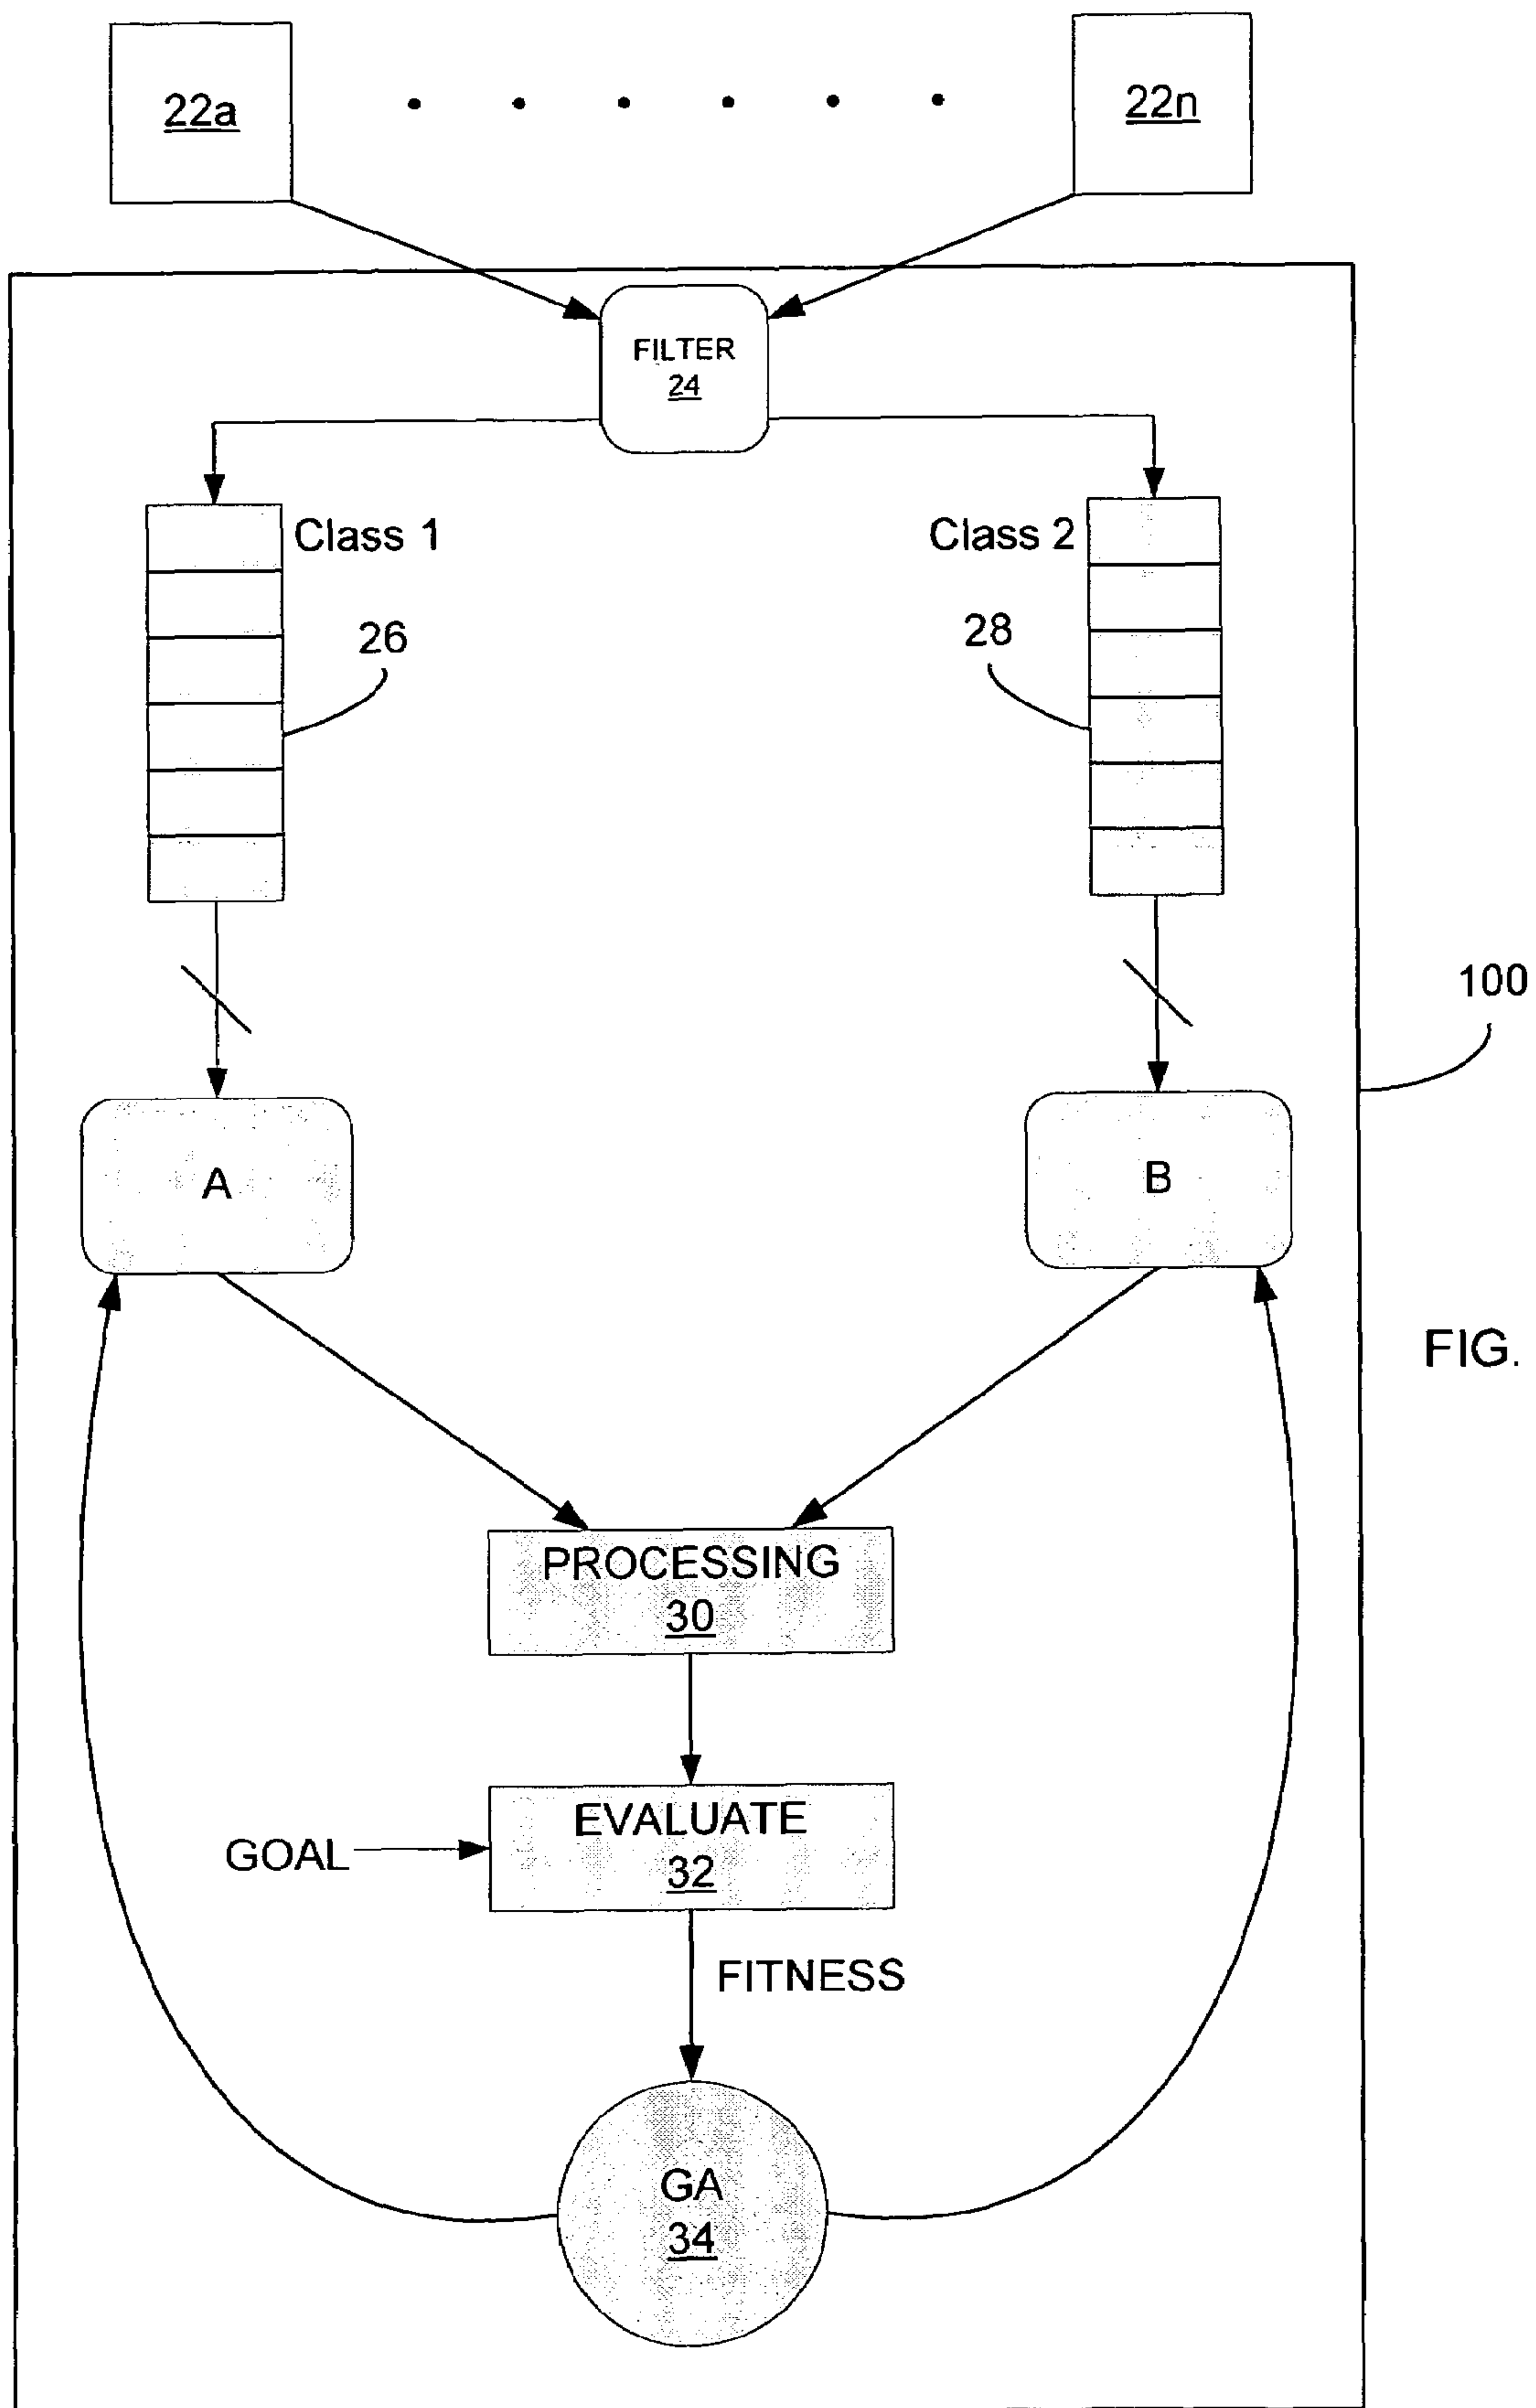 22a
22n
FILTER
24
Class 1
Class 2
26
28
100
A
B
FIG.
PROCESSING
30
EVALUATE
32
GOAL
FITNESS
GA
34